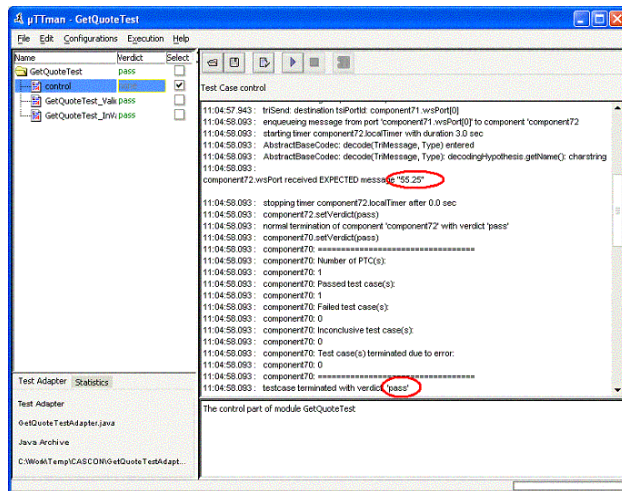 µTTman - GetQuoteTest
File Edit Configurations Execution Help
Name Verdict Select
GetQuoteTest pass
control
GetQuoteTest_Valid pass
GetQuoteTest_InVa pass
Test Case control
11:04:57.943 : triSend: destination tsiPortId: component71.wsPort[0]
11:04:58.093 : enqueueing message from port 'component71.wsPort[0]' to component 'component72
11:04:58.093 : starting timer component72.localTimer with duration 3.0 sec
11:04:58.093 : AbstractBaseCodec: decode(TriMessage, Type) entered
11:04:58.093 : AbstractBaseCodec: decode(TriMessage, Type): decodingHypothesis.getName(): charstring
11:04:58.093 :
component72.wsPort received EXPECTED message "55.25"
11:04:58.093 : stopping timer component72.localTimer after 0.0 sec
11:04:58.093 : component72.setVerdict(pass)
11:04:58.093 : normal termination of component 'component72' with verdict 'pass'
11:04:58.093 : component70.setVerdict(pass)
11:04:58.093 : component70: ===================================
11:04:58.093 : component70: Number of PTC(s):
11:04:58.093 : component70: 1
11:04:58.093 : component70: Passed test case(s):
11:04:58.093 : component70: 1
11:04:58.093 : component70: Failed test case(s):
11:04:58.093 : component70: 0
11:04:58.093 : component70: Inconclusive test case(s):
11:04:58.093 : component70: 0
11:04:58.093 : component70: Test case(s) terminated due to error:
11:04:58.093 : component70: 0
11:04:58.093 : component70: ===================================
11:04:58.093 : testcase terminated with verdict 'pass'
Test Adapter Statistics
Test Adapter
GetQuoteTestAdapter.java
Java Archive
C:\Work\Temp\CASCON\GetQuoteTestAdapt...
The control part of module GetQuoteTest